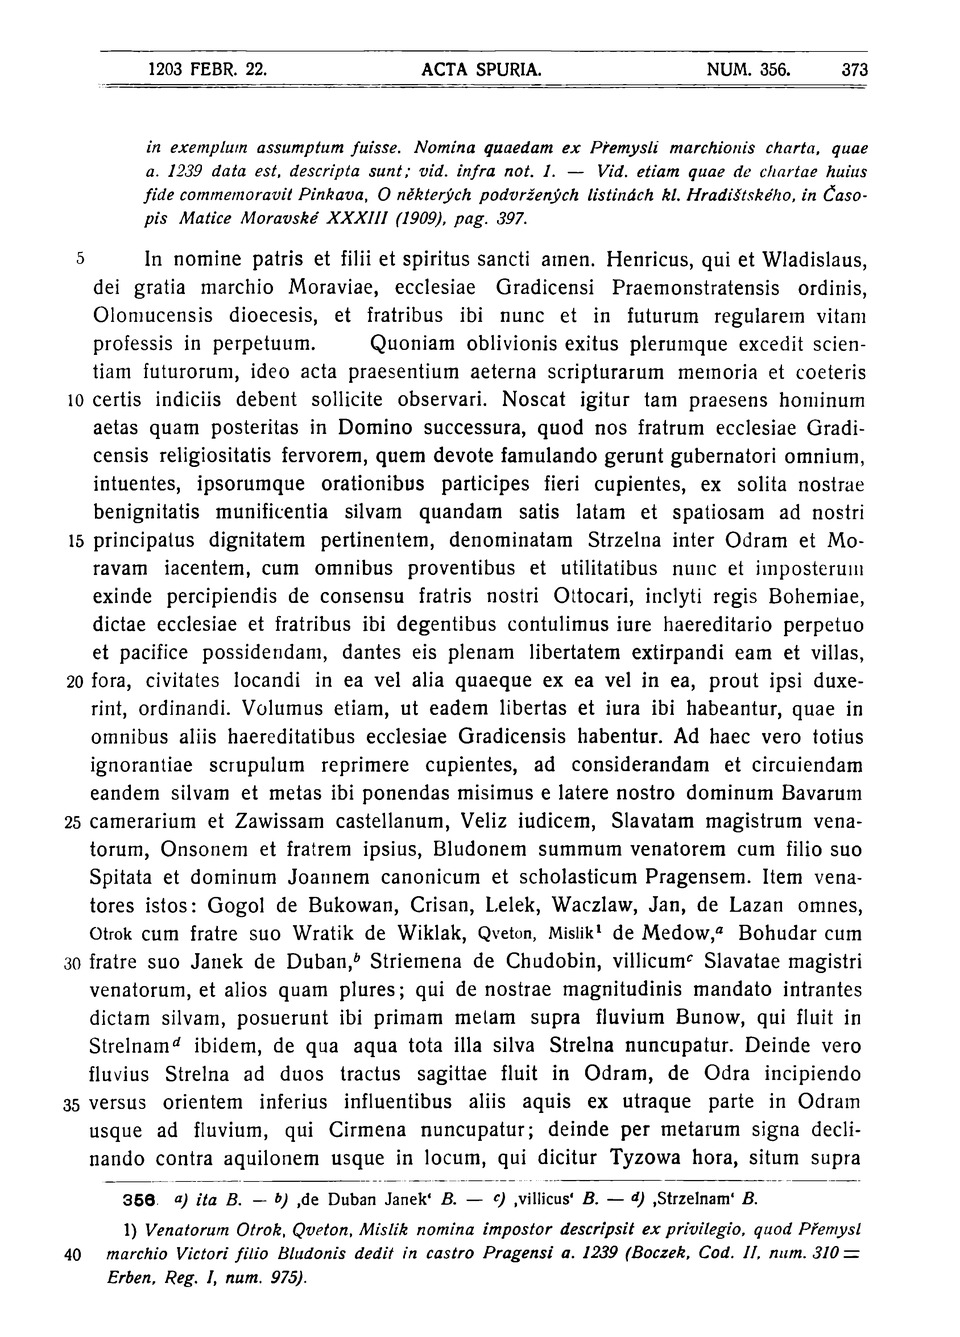 1203 FEBR. 22. ACTA SPURIA. NUM. 356. 373
in exemplum assumptum fuisse. Nomina quaedam ex Přemysli marchionis charta, quae
a. 1239 data est, descripta sunt; vid. infra not. 1. — Vid. etiam quae de chartae huius
fide commemoravit Pinkava, O některých podvržených listinách kl. Hradištského, in Časo-
pis Matice Moravské XXXIII (1909), pag. 397.
5 In nomine patris et filii et spiritus sancti amen. Henricus, qui et Wladislaus,
dei gratia marchio Moraviae, ecclesiae Gradicensi Praemonstratensis ordinis,
Olomucensis dioecesis, et fratribus ibi nunc et in futurum regularem vitam
professis in perpetuum. Quoniam oblivionis exitus plerumque excedit scien-
tiam futurorum, ideo acta praesentium aeterna scripturarum memoria et coeteris
10 certis indiciis debent sollicite observari. Noscat igitur tam praesens hominum
aetas quam posteritas in Domino successura, quod nos fratrum ecclesiae Gradi-
censis religiositatis fervorem, quem devote famulando gerunt gubernatori omnium,
intuentes, ipsorumque orationibus participes fieri cupientes, ex solita nostrae
benignitatis munificentia silvam quandam satis latam et spatiosam ad nostri
15 principatus dignitatem pertinentem, denominatam Strzelna inter Odram et Mo-
ravam iacentem, cum omnibus proventibus et utilitatibus nunc et imposterum
exinde percipiendis de consensu fratris nostri Ottocari, inclyti regis Bohemiae,
dictae ecclesiae et fratribus ibi degentibus contulimus iure haereditario perpetuo
et pacifice possidendam, dantes eis plenam libertatem extirpandi eam et villas,
20 fora, civitates locandi in ea vel alia quaeque ex ea vel in ea, prout ipsi duxe-
rint, ordinandi. Volumus etiam, ut eadem libertas et iura ibi habeantur, quae in
omnibus aliis haereditatibus ecclesiae Gradicensis habentur. Ad haec vero totius
ignorantiae scrupulum reprimere cupientes, ad considerandam et circuiendam
eandem silvam et metas ibi ponendas misimus e latere nostro dominum Bavarum
25 camerarium et Zawissam castellanum, Veliz iudicem, Slavatam magistrum vena-
torum, Onsonem et fratrem ipsius, Bludonem summum venatorem cum filio suo
Spitata et dominum Joannem canonicum et scholasticum Pragensem. Item vena-
tores istos: Gogol de Bukowan, Crisan, Lelek, Waczlaw, Jan, de Lazan omnes,
Otrok cum fratre suo Wratik de Wiklak, Qveton, Mislik¹ de Medow,ᵃ Bohudar cum
30 fratre suo Janek de Duban,ᵇ Striemena de Chudobin, villicumᶜ Slavatae magistri
venatorum, et alios quam plures; qui de nostrae magnitudinis mandato intrantes
dictam silvam, posuerunt ibi primam metam supra fluvium Bunow, qui fluit in
Strelnamᵈ ibidem, de qua aqua tota illa silva Strelna nuncupatur. Deinde vero
fluvius Strelna ad duos tractus sagittae fluit in Odram, de Odra incipiendo
35 versus orientem inferius influentibus aliis aquis ex utraque parte in Odram
usque ad fluvium, qui Cirmena nuncupatur; deinde per metarum signa decli-
nando contra aquilonem usque in locum, qui dicitur Tyzowa hora, situm supra
356. a) ita B. — b) ‚de Duban Janek‘ B. — c) ‚villicus‘ B. — d) ‚Strzelnam‘ B.
1) Venatorum Otrok, Qveton, Mislik nomina impostor descripsit ex privilegio, quod Přemysl
40 marchio Victori filio Bludonis dedit in castro Pragensi a. 1239 (Boczek, Cod. II, num. 310 =
Erben, Reg. I, num. 975).